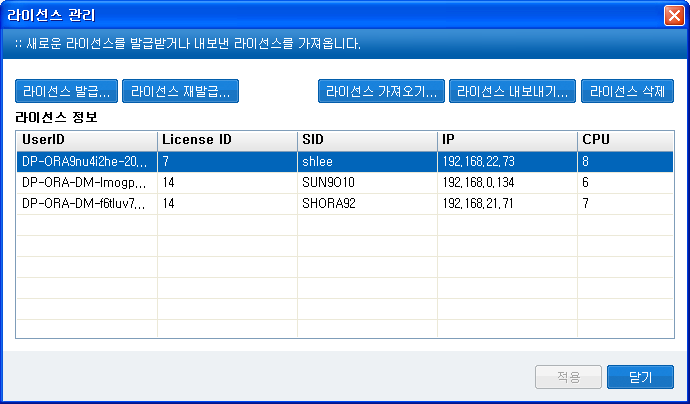 라이선스 관리
:: 새로운 라이선스를 발급받거나 내보낸 라이선스를 가져옵니다.
라이선스 발급... 라이선스 재발급... 라이선스 가져오기... 라이선스 내보내기... 라이선스 삭제
라이선스 정보
UserID License ID SID IP CPU
DP-ORA9nu4i2he-20... 7 shlee 192.168.22.73 8
DP-ORA-DM-lmogp... 14 SUN9O10 192.168.0.134 6
DP-ORA-DM-f6tluv7... 14 SHORA92 192.168.21.71 7
적용 닫기